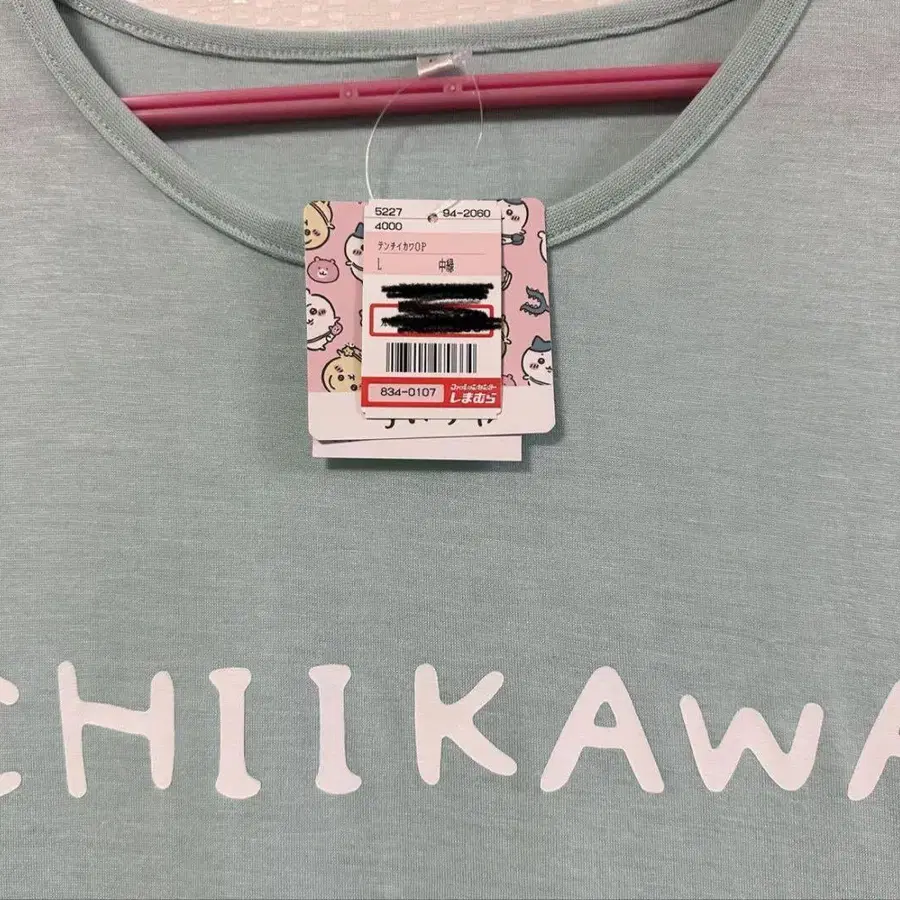 5227 94-2060
4000
テンチイカワOP
L 中緑
834-0107
ファッションセンター
しまむら
CHIIKAWA